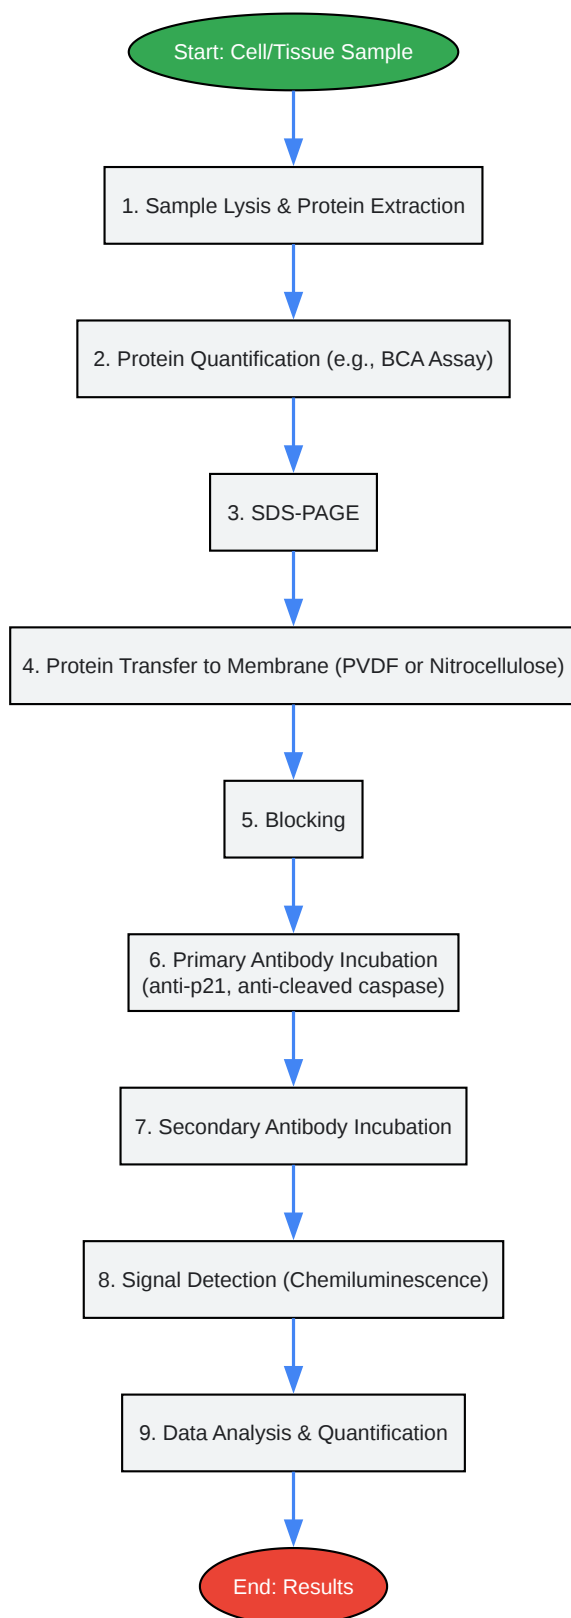 Start: Cell/Tissue Sample
1. Sample Lysis & Protein Extraction
2. Protein Quantification (e.g., BCA Assay)
3. SDS-PAGE
4. Protein Transfer to Membrane (PVDF or Nitrocellulose)
5. Blocking
6. Primary Antibody Incubation
(anti-p21, anti-cleaved caspase)
7. Secondary Antibody Incubation
8. Signal Detection (Chemiluminescence)
9. Data Analysis & Quantification
End: Results